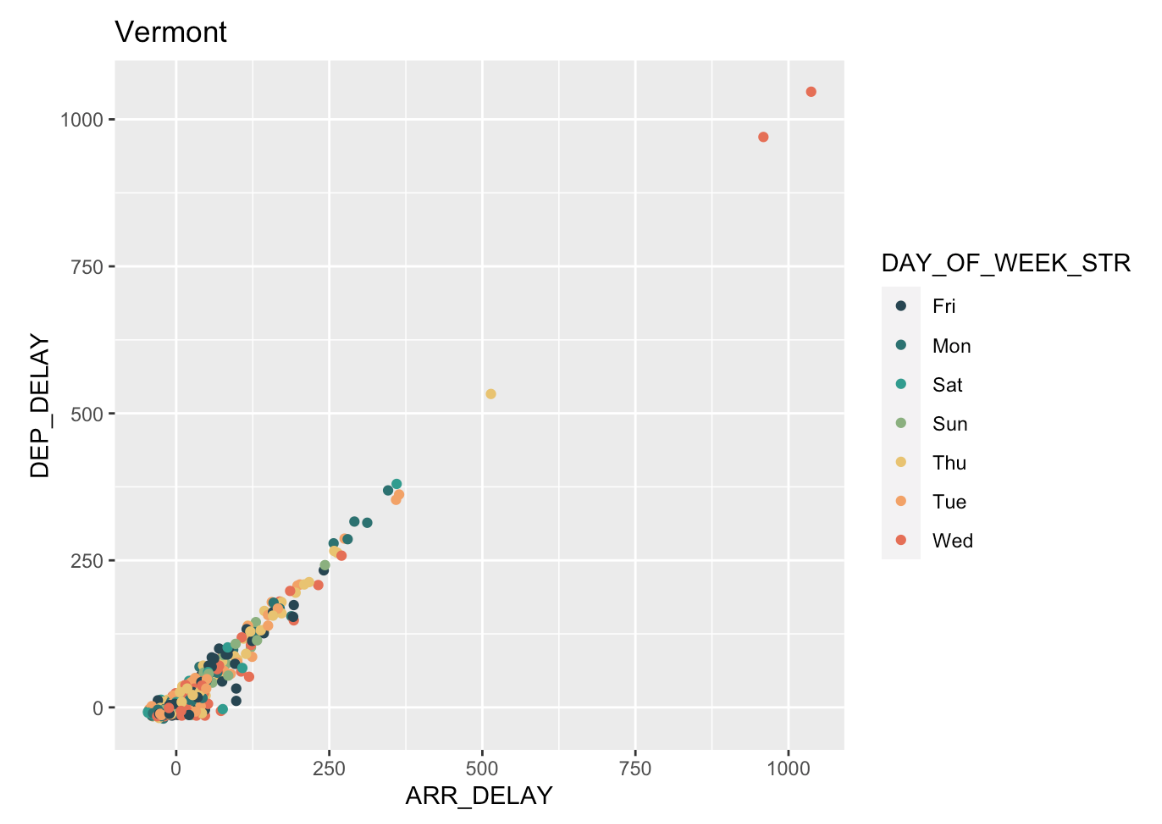 Vermont
1000
750
500
250
0
DEP_DELAY
0 250 500 750 1000
ARR_DELAY
DAY_OF_WEEK_STR
Fri
Mon
Sat
Sun
Thu
Tue
Wed